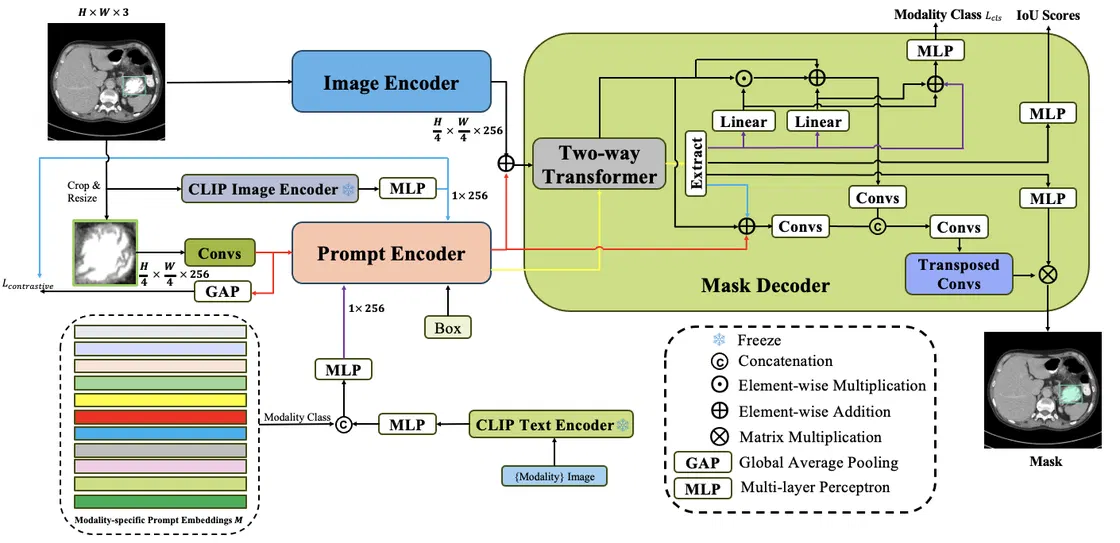 H × W × 3
Image Encoder
H/4 × W/4 ×256
Crop &
Resize
CLIP Image Encoder
MLP
1× 256
Convs
H/4 × W/4 ×256
Prompt Encoder
L_contrastive
GAP
1× 256
Box
MLP
Modality Class
C
MLP
CLIP Text Encoder
{Modality} Image
Modality-specific Prompt Embeddings M
Modality Class L_cls
IoU Scores
MLP
Linear
Linear
MLP
Two-way
Transformer
Extract
MLP
Convs
Convs
C
Convs
Transposed
Convs
Mask Decoder
Mask
Freeze
C Concatenation
Element-wise Multiplication
Element-wise Addition
Matrix Multiplication
GAP Global Average Pooling
MLP Multi-layer Perceptron